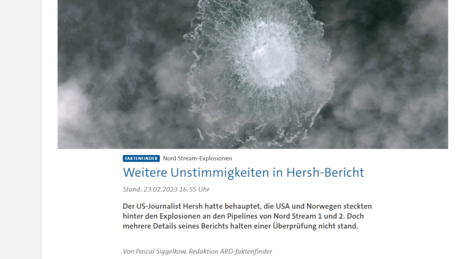 FAKTENFINDER Nord Stream-Explosionen
Weitere Unstimmigkeiten in Hersh-Bericht
Stand: 23.02.2023 16:55 Uhr
Der US-Journalist Hersh hatte behauptet, die USA und Norwegen steckten
hinter den Explosionen an den Pipelines von Nord Stream 1 und 2. Doch
mehrere Details seines Berichts halten einer Überprüfung nicht stand.
Von Pascal Siggelkow, Redaktion ARD-faktenfinder